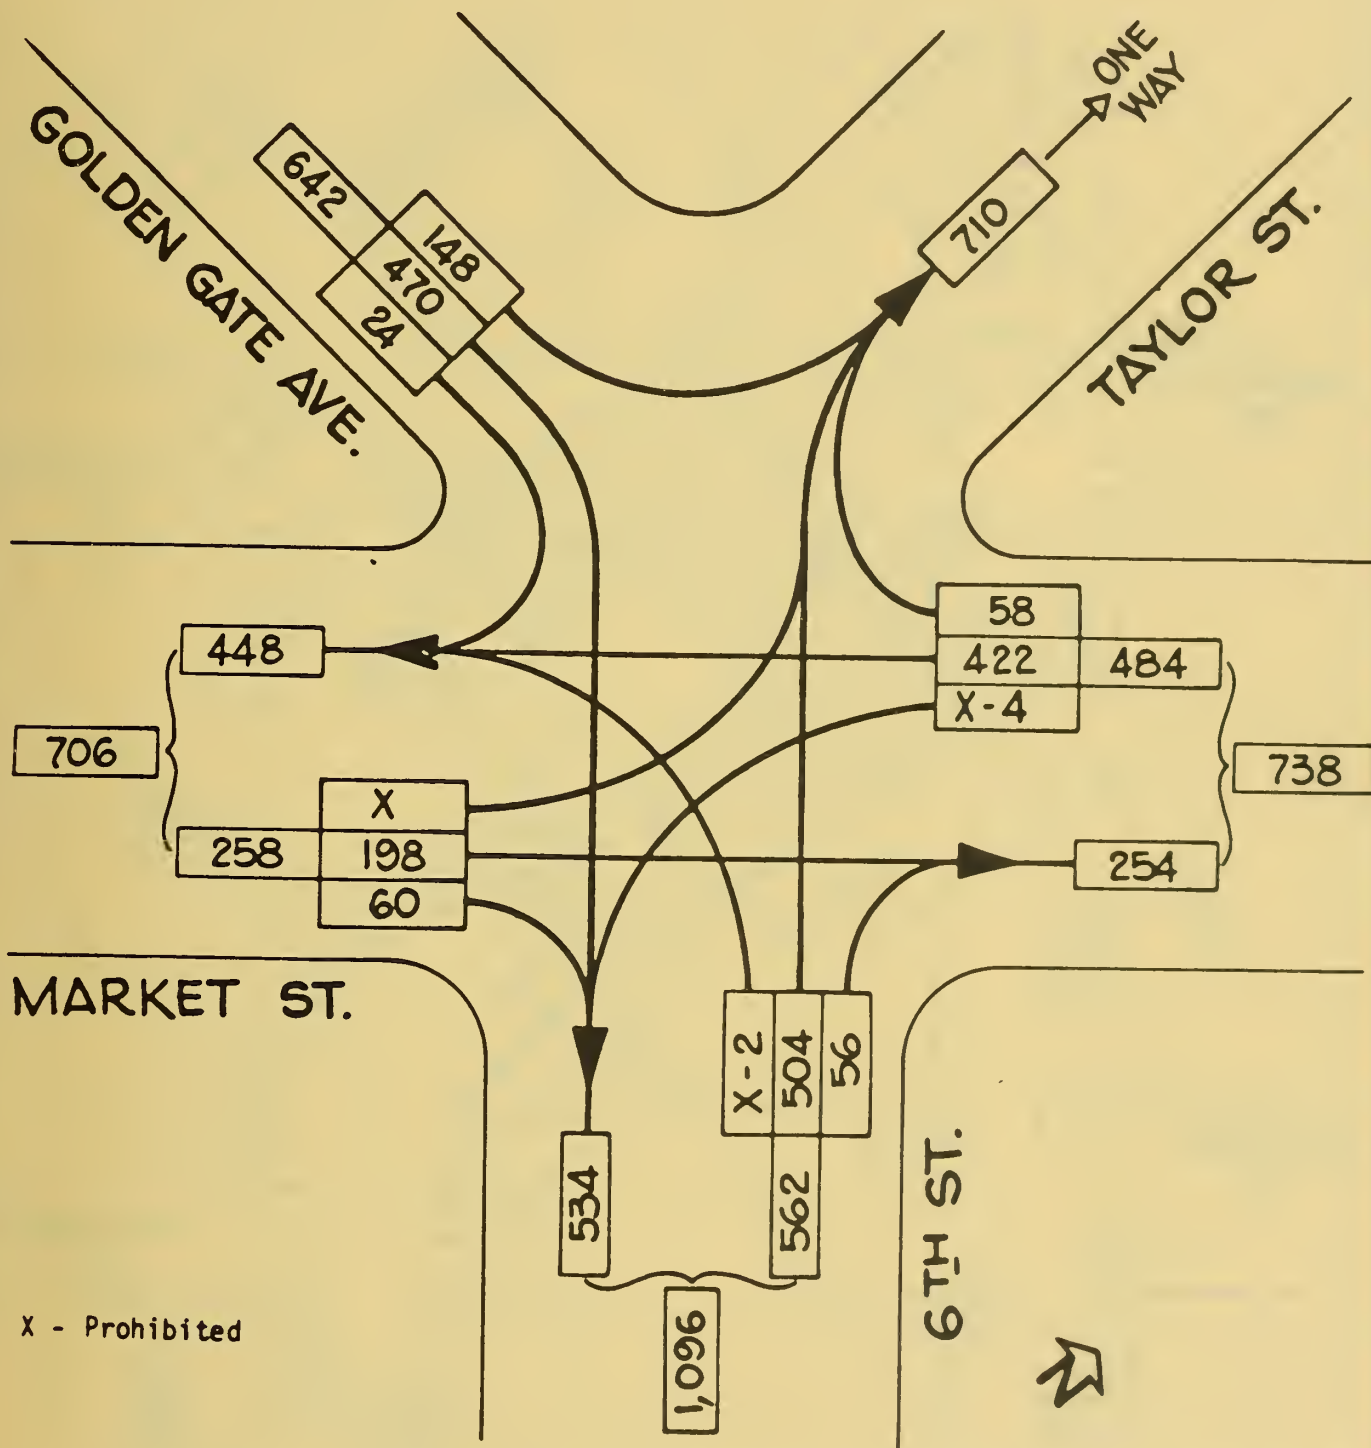 ONE
WAY
GOLDEN GATE AVE.
642
148
470
24
710
TAYLOR ST.
448
706
X
258
198
60
58
422
484
X-4
738
254
MARKET ST.
X-2
504
56
534
562
1,096
6TH ST.
X - Prohibited
N